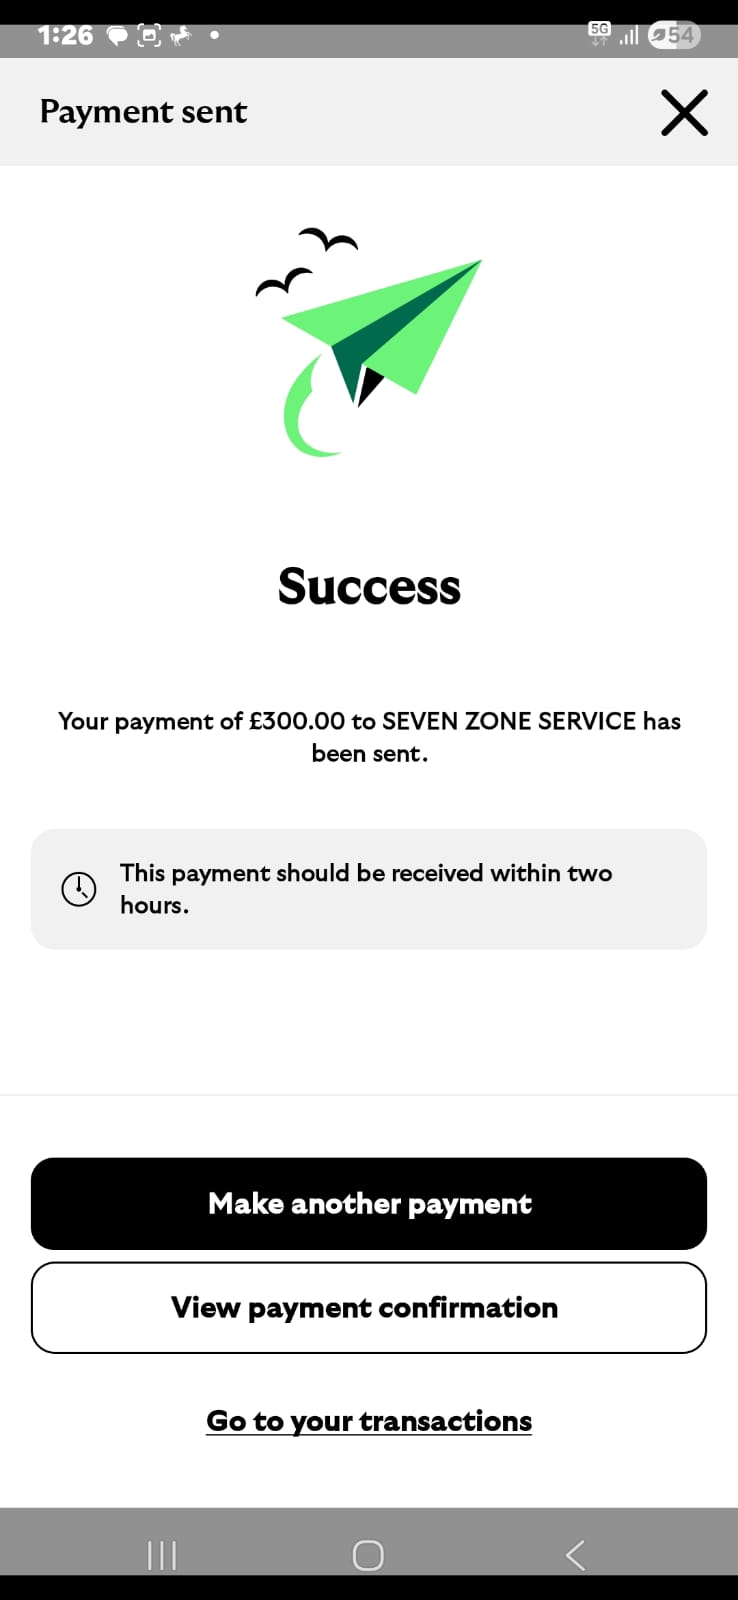 1:26
5G
54
Payment sent
Success
Your payment of £300.00 to SEVEN ZONE SERVICE has
been sent.
This payment should be received within two
hours.
Make another payment
View payment confirmation
Go to your transactions